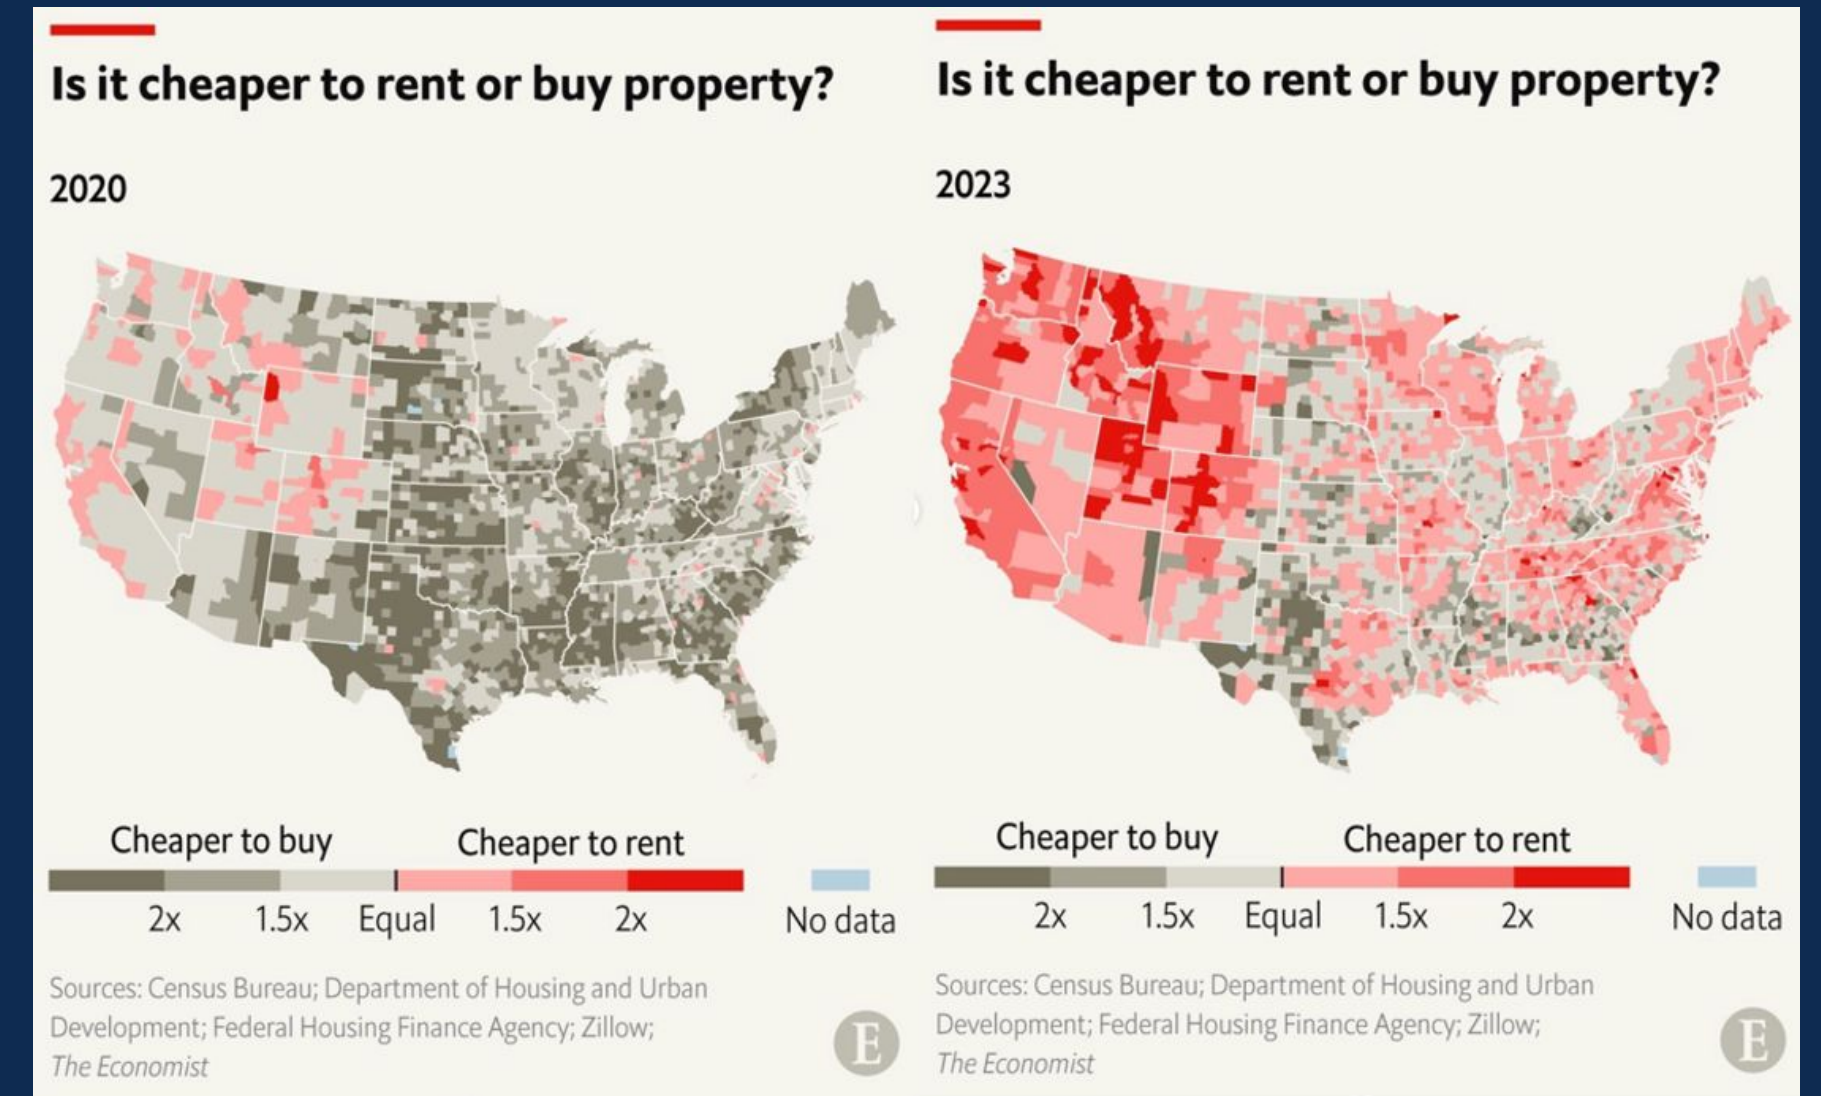 Is it cheaper to rent or buy property?
2020
Cheaper to buy
Cheaper to rent
2x
1.5x
Equal
1.5x
2x
No data
Sources: Census Bureau; Department of Housing and Urban
Development; Federal Housing Finance Agency; Zillow;
The Economist
E
Is it cheaper to rent or buy property?
2023
Cheaper to buy
Cheaper to rent
2x
1.5x
Equal
1.5x
2x
No data
Sources: Census Bureau; Department of Housing and Urban
Development; Federal Housing Finance Agency; Zillow;
The Economist
E